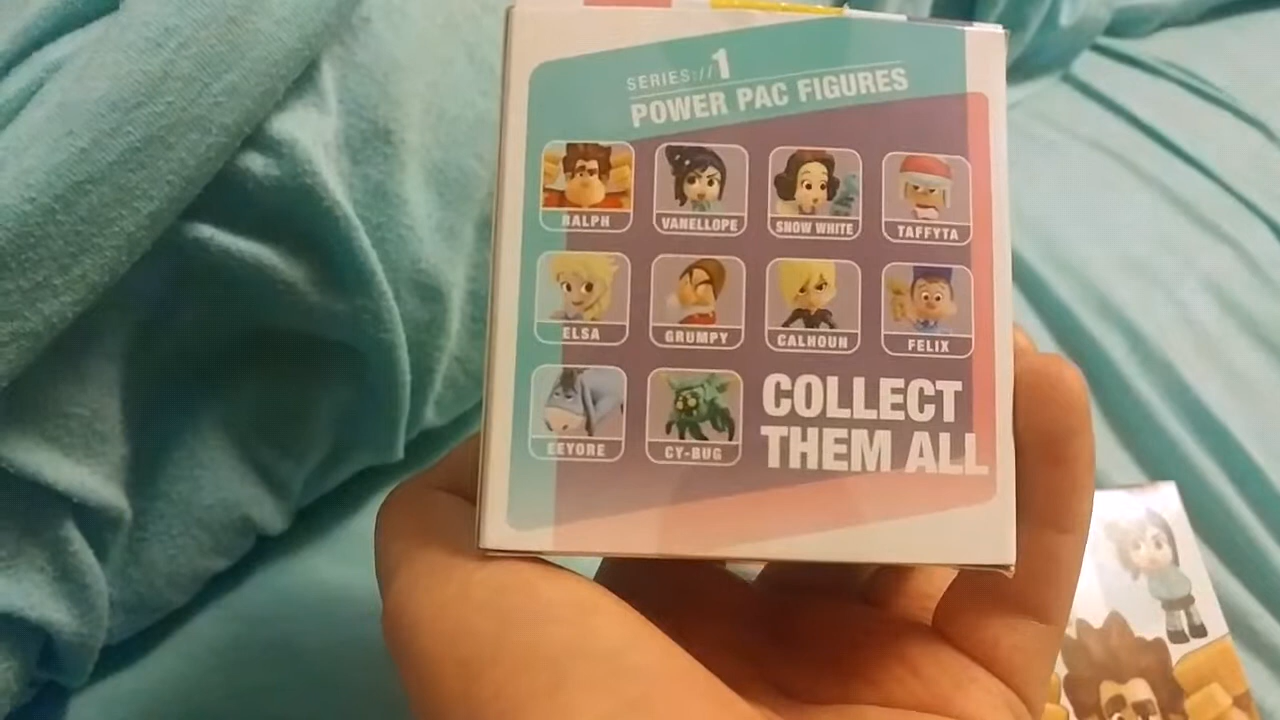 SERIES://1
POWER PAC FIGURES
RALPH VANELLOPE SNOW WHITE TAFFYTA
ELSA GRUMPY CALHOUN FELIX
EEYORE CY-BUG
COLLECT
THEM ALL